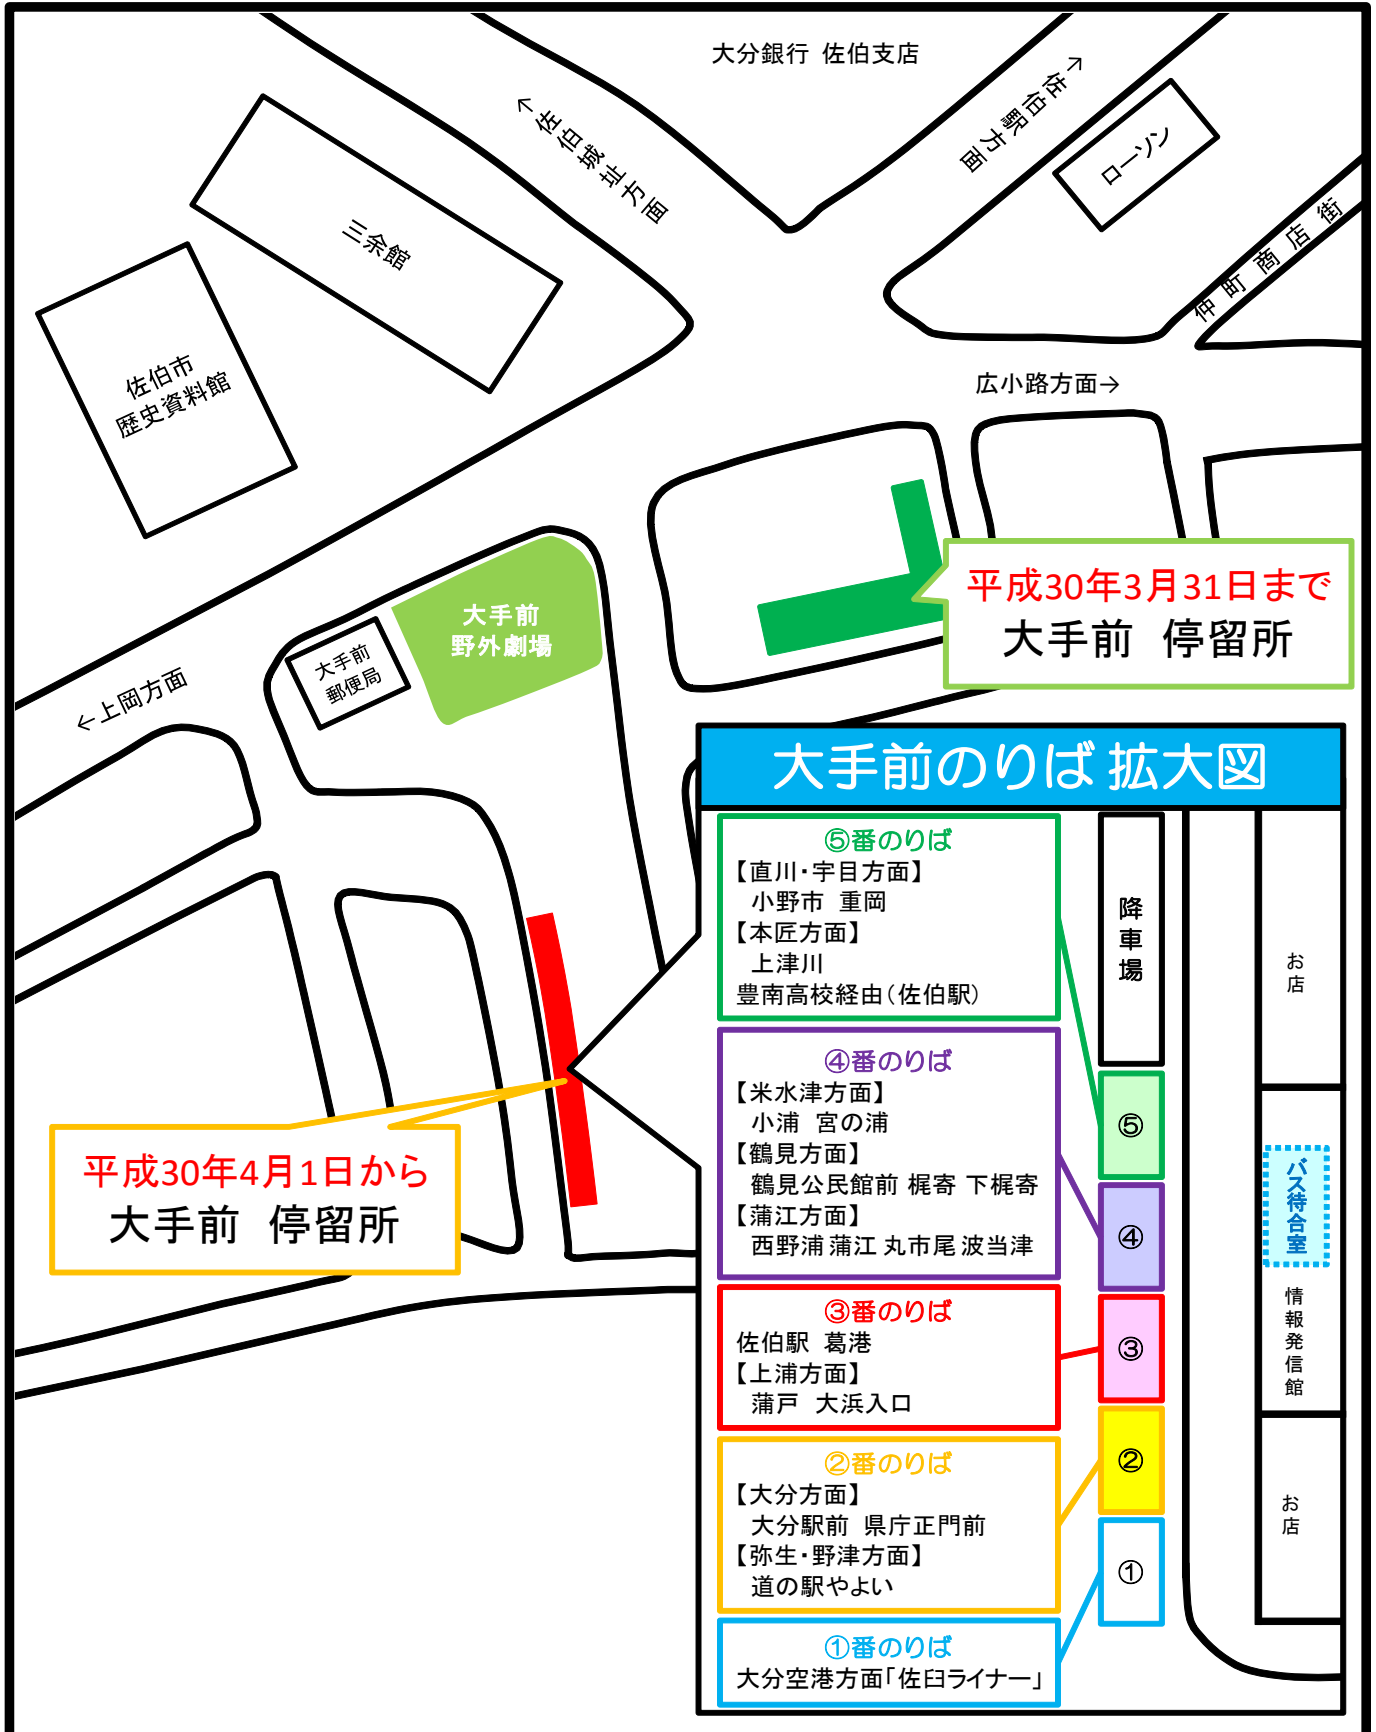 大分銀行 佐伯支店
↑佐伯城址方面
佐伯駅方面→
ローソン
三余館
仲町商店街
佐伯市
歴史資料館
広小路方面→
平成30年3月31日まで
大手前 停留所
大手前
野外劇場
大手前
郵便局
←上岡方面
大手前のりば 拡大図
⑤番のりば
【直川・宇目方面】
小野市 重岡
【本匠方面】
上津川
豊南高校経由(佐伯駅)
④番のりば
【米水津方面】
小浦 宮の浦
【鶴見方面】
鶴見公民館前 梶寄 下梶寄
【蒲江方面】
西野浦 蒲江 丸市尾 波当津
③番のりば
佐伯駅 葛港
【上浦方面】
蒲戸 大浜入口
②番のりば
【大分方面】
大分駅前 県庁正門前
【弥生・野津方面】
道の駅やよい
①番のりば
大分空港方面「佐臼ライナー」
降車場
⑤
④
③
②
①
お店
バス待合室
情報発信館
お店
平成30年4月1日から
大手前 停留所